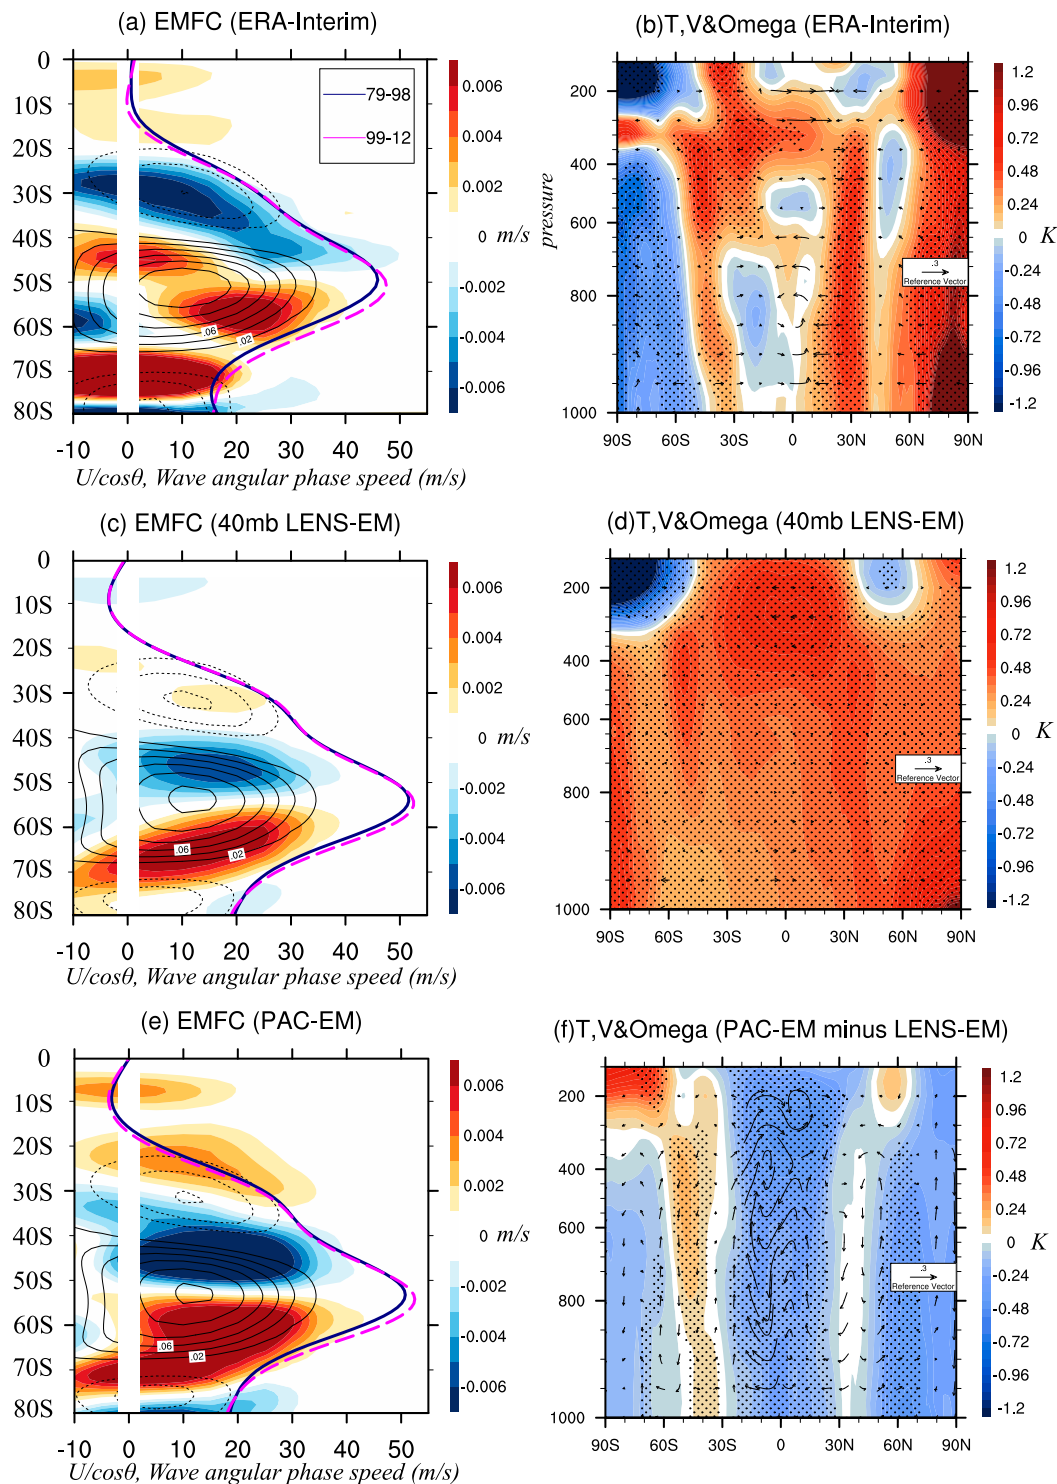 (a) EMFC (ERA-Interim)
0
10S
20S
30S
40S
50S
60S
70S
80S
79-98
99-12
.06
.02
-10 0 10 20 30 40 50
U/cosθ, Wave angular phase speed (m/s)
0.006
0.004
0.002
0 m/s
-0.002
-0.004
-0.006
(b)T,V&Omega (ERA-Interim)
pressure
200
400
600
800
1000
.3
Reference Vector
90S 60S 30S 0 30N 60N 90N
1.2
0.96
0.72
0.48
0.24
0 K
-0.24
-0.48
-0.72
-0.96
-1.2
(c) EMFC (40mb LENS-EM)
0
10S
20S
30S
40S
50S
60S
70S
80S
.06
.02
-10 0 10 20 30 40 50
U/cosθ, Wave angular phase speed (m/s)
0.006
0.004
0.002
0 m/s
-0.002
-0.004
-0.006
(d)T,V&Omega (40mb LENS-EM)
200
400
600
800
1000
.3
Reference Vector
90S 60S 30S 0 30N 60N 90N
1.2
0.96
0.72
0.48
0.24
0 K
-0.24
-0.48
-0.72
-0.96
-1.2
(e) EMFC (PAC-EM)
0
10S
20S
30S
40S
50S
60S
70S
80S
.06
.02
-10 0 10 20 30 40 50
U/cosθ, Wave angular phase speed (m/s)
0.006
0.004
0.002
0 m/s
-0.002
-0.004
-0.006
(f)T,V&Omega (PAC-EM minus LENS-EM)
200
400
600
800
1000
.3
Reference Vector
90S 60S 30S 0 30N 60N 90N
1.2
0.96
0.72
0.48
0.24
0 K
-0.24
-0.48
-0.72
-0.96
-1.2